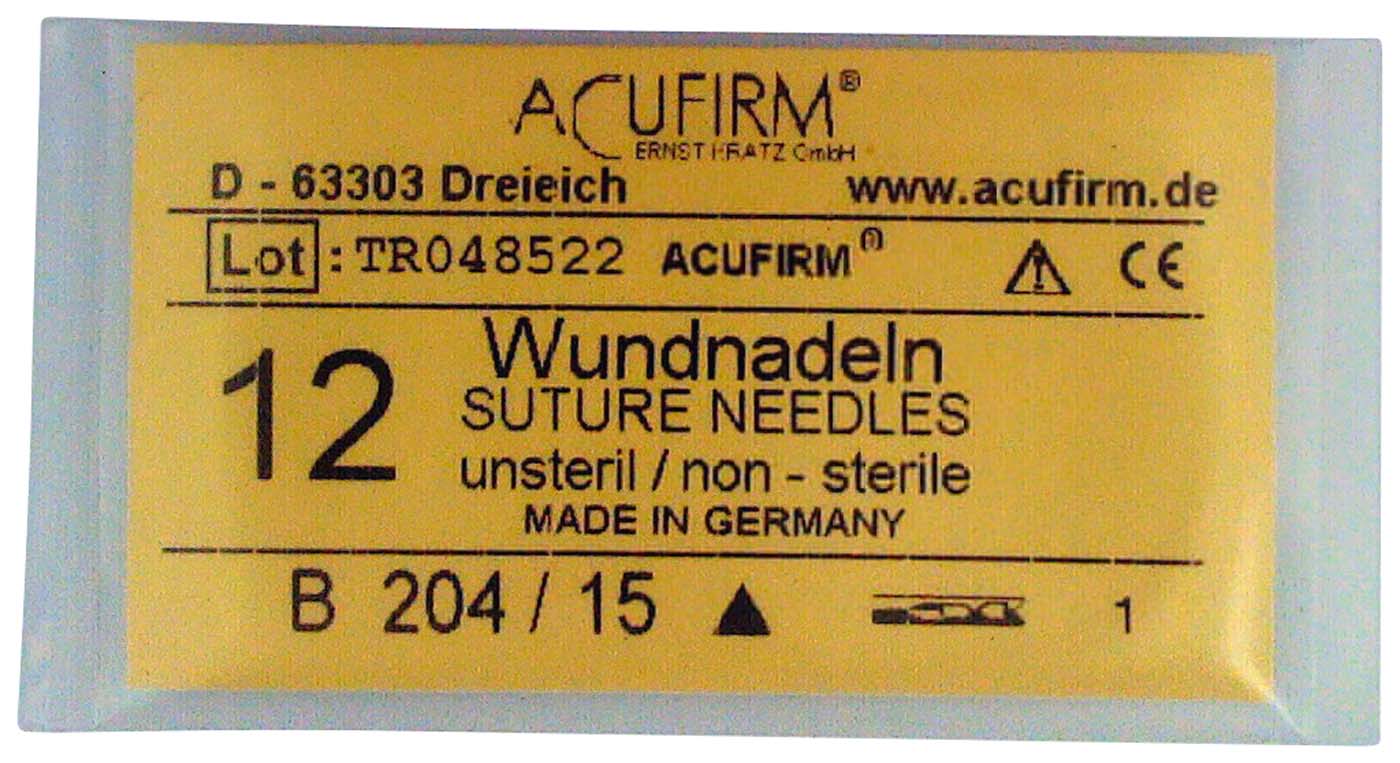 ACUFIRM®
ERNST KRATZ GmbH
D - 63303 Dreieich www.acufirm.de
Lot : TR048522 ACUFIRM® CE
12 Wundnadeln
SUTURE NEEDLES
unsteril / non - sterile
MADE IN GERMANY
B 204 / 15 ▲ 1